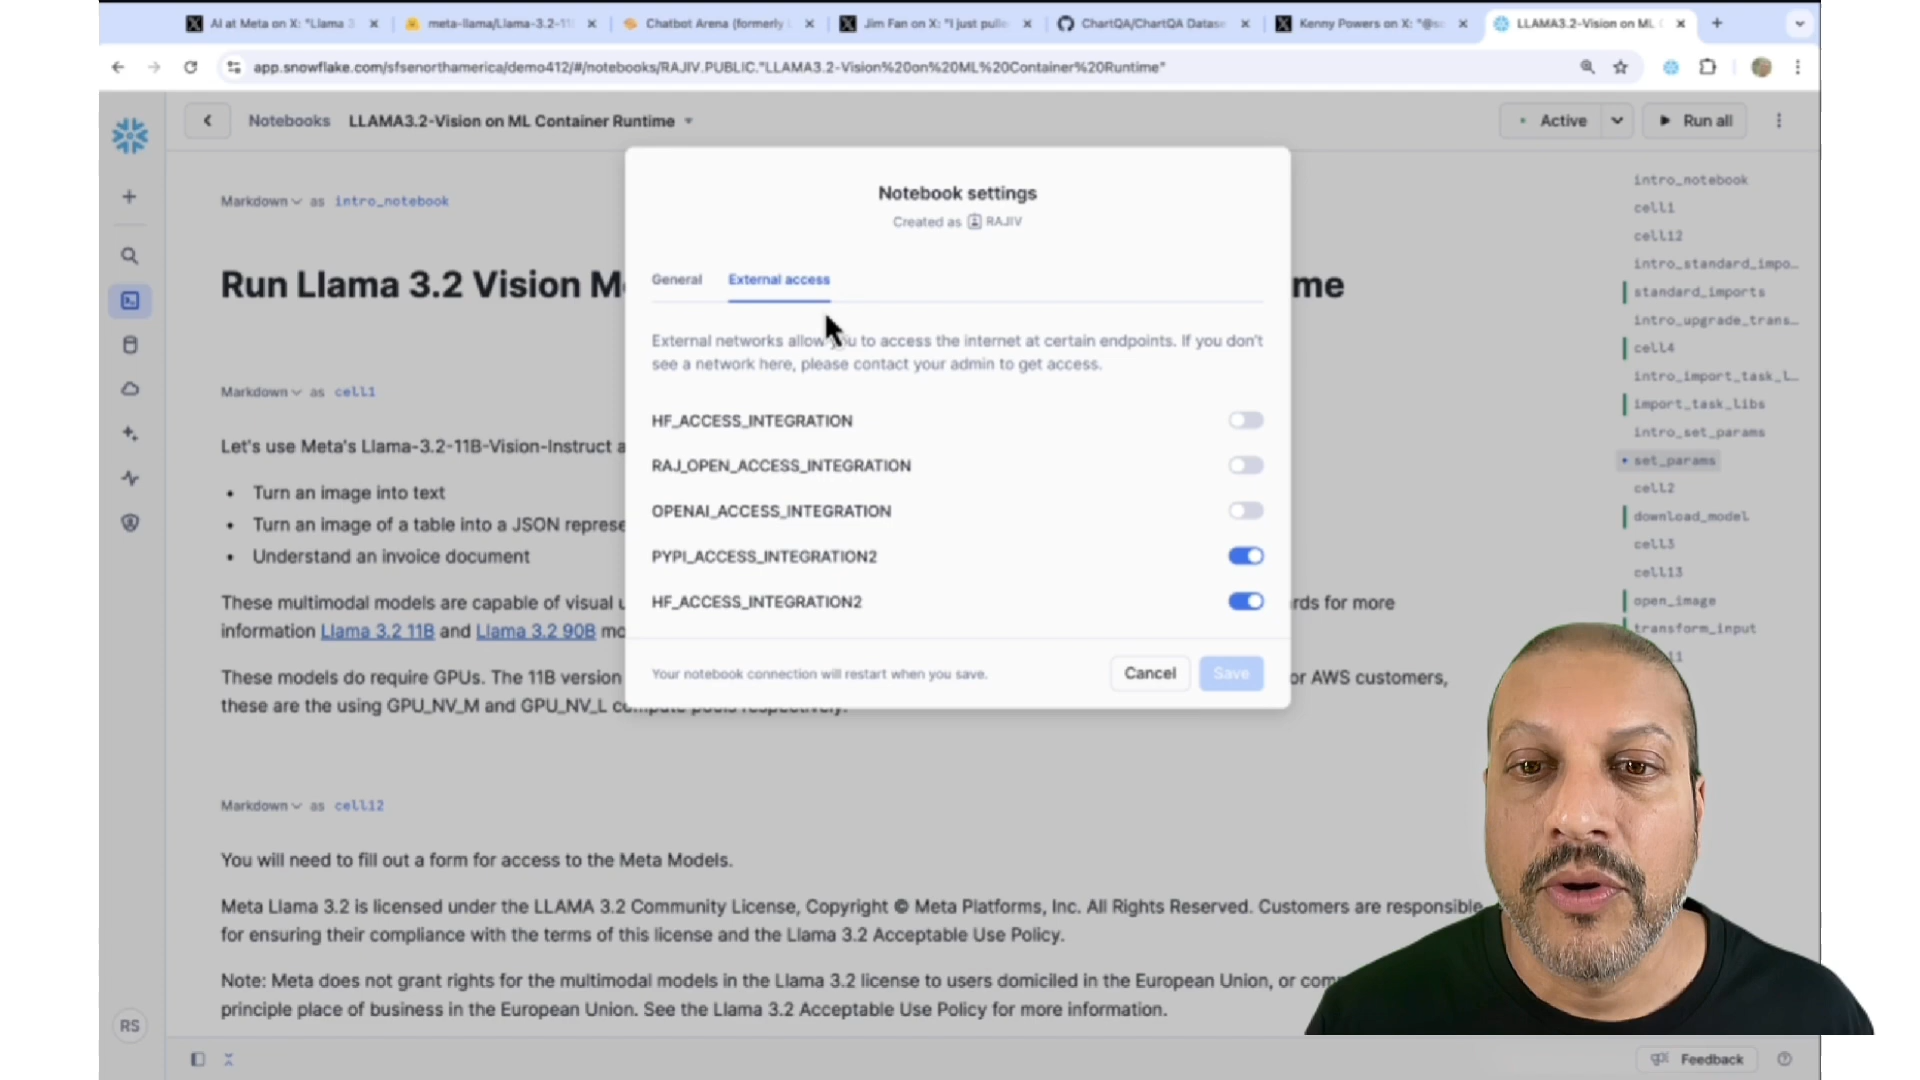 AI at Meta on X: "Llama 3
meta-llama/Llama-3.2-11
Chatbot Arena (formerly
Jim Fan on X: "I just pulle
ChartQA/ChartQA Datase
Kenny Powers on X: "@sc
LLAMA3.2-Vision on ML
app.snowflake.com/sfsenorthamerica/demo412/#/notebooks/RAJIV.PUBLIC."LLAMA3.2-Vision%20on%20ML%20Container%20Runtime"
Notebooks LLAMA3.2-Vision on ML Container Runtime
Active
Run all
Markdown as intro_notebook
Run Llama 3.2 Vision M
me
Markdown as cell1
Let's use Meta's Llama-3.2-11B-Vision-Instruct a
• Turn an image into text
• Turn an image of a table into a JSON represe
• Understand an invoice document
These multimodal models are capable of visual u
rds for more
information Llama 3.2 11B and Llama 3.2 90B mo
These models do require GPUs. The 11B version
or AWS customers,
these are the using GPU_NV_M and GPU_NV_L compute pools respectively.
Markdown as cell12
You will need to fill out a form for access to the Meta Models.
Meta Llama 3.2 is licensed under the LLAMA 3.2 Community License, Copyright © Meta Platforms, Inc. All Rights Reserved. Customers are responsible
for ensuring their compliance with the terms of this license and the Llama 3.2 Acceptable Use Policy.
Note: Meta does not grant rights for the multimodal models in the Llama 3.2 license to users domiciled in the European Union, or com
principle place of business in the European Union. See the Llama 3.2 Acceptable Use Policy for more information.
Notebook settings
Created as RAJIV
General
External access
External networks allow you to access the internet at certain endpoints. If you don't
see a network here, please contact your admin to get access.
HF_ACCESS_INTEGRATION
RAJ_OPEN_ACCESS_INTEGRATION
OPENAI_ACCESS_INTEGRATION
PYPI_ACCESS_INTEGRATION2
HF_ACCESS_INTEGRATION2
Your notebook connection will restart when you save.
Cancel
Save
intro_notebook
cell1
cell12
intro_standard_impo…
standard_imports
intro_upgrade_trans…
cell4
intro_import_task_l…
import_task_libs
intro_set_params
set_params
cell2
download_model
cell3
cell13
open_image
transform_input
RS
Feedback